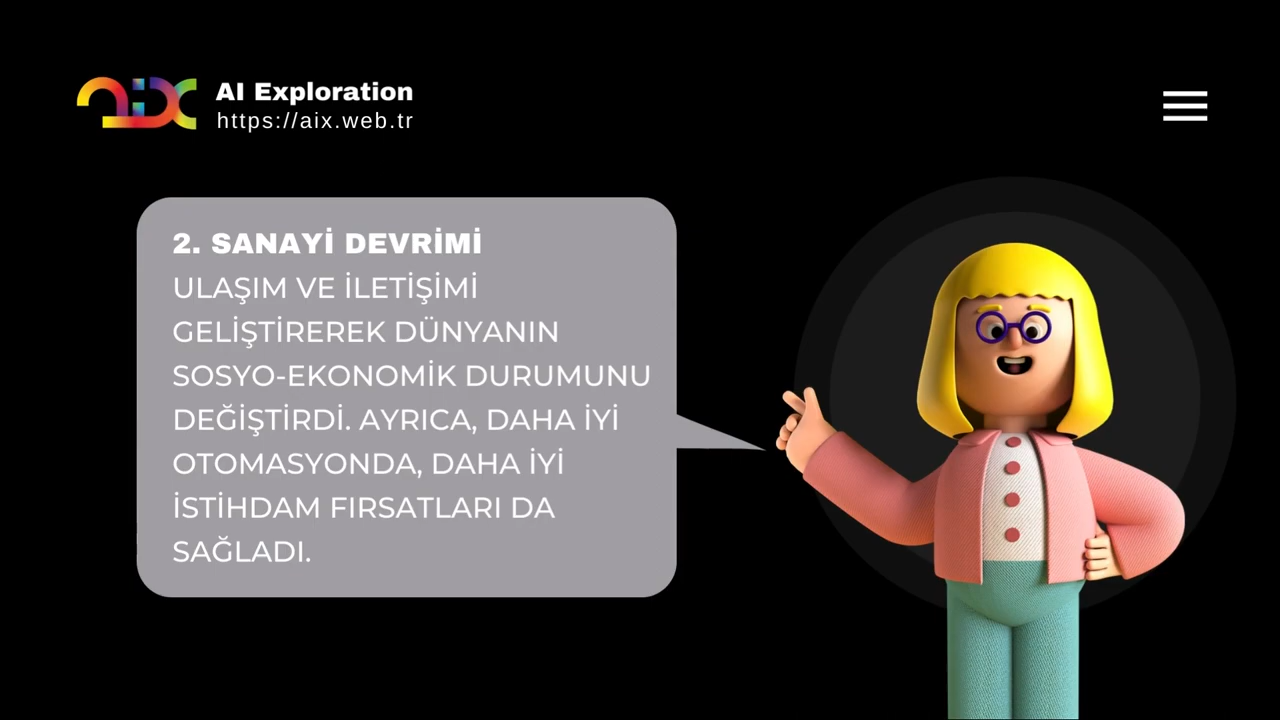 aix
AI Exploration
https://aix.web.tr
2. SANAYİ DEVRİMİ
ULAŞIM VE İLETİŞİMİ
GELİŞTİREREK DÜNYANIN
SOSYO-EKONOMİK DURUMUNU
DEĞİŞTİRDİ. AYRICA, DAHA İYİ
OTOMASYONDA, DAHA İYİ
İSTİHDAM FIRSATLARI DA
SAĞLADI.